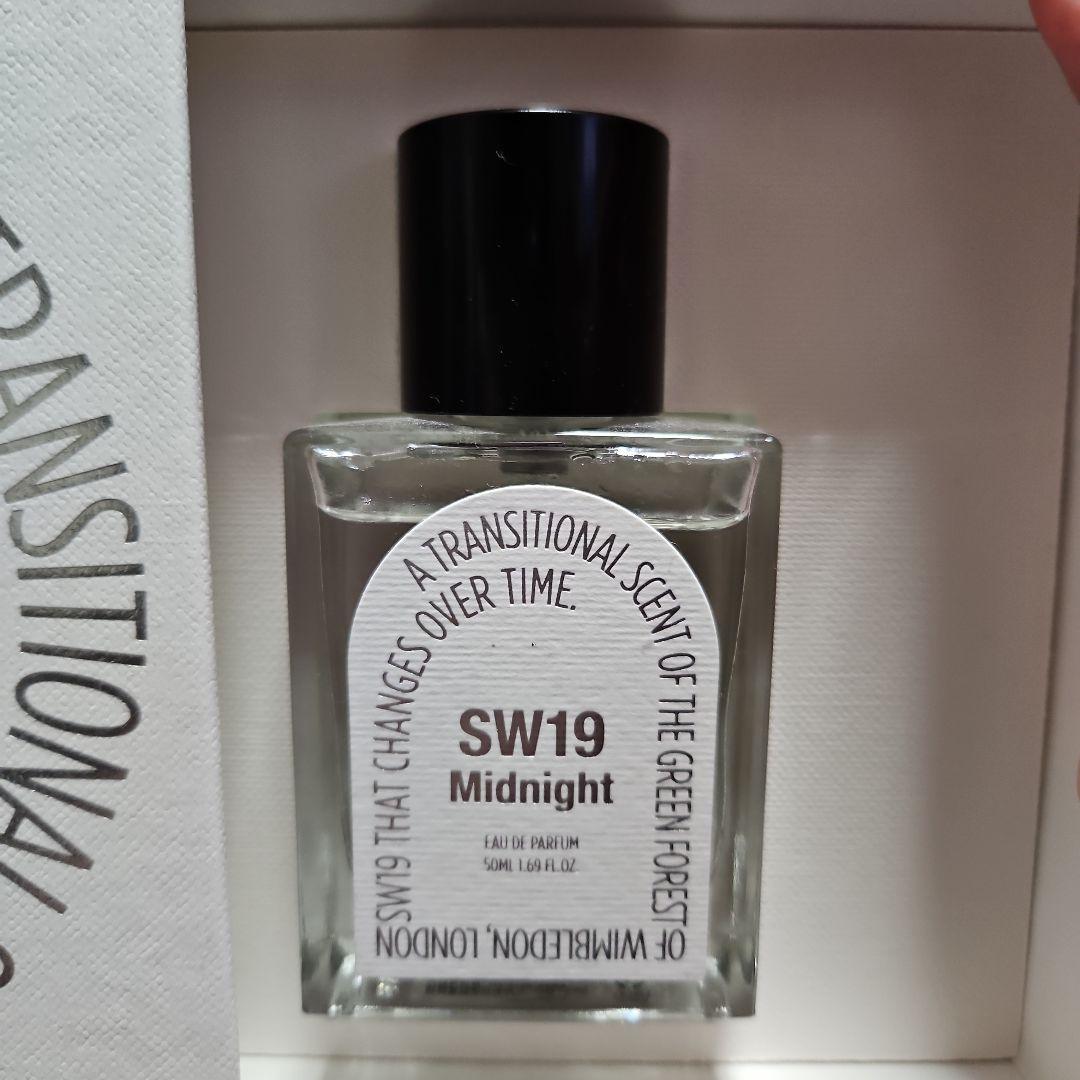 TRANSITIONAL
A TRANSITIONAL SCENT OF THE GREEN FOREST
OF WIMBLEDON, LONDON
SW19 THAT CHANGES OVER TIME.
SW19
Midnight
EAU DE PARFUM
50ML 1.69 FL.OZ.